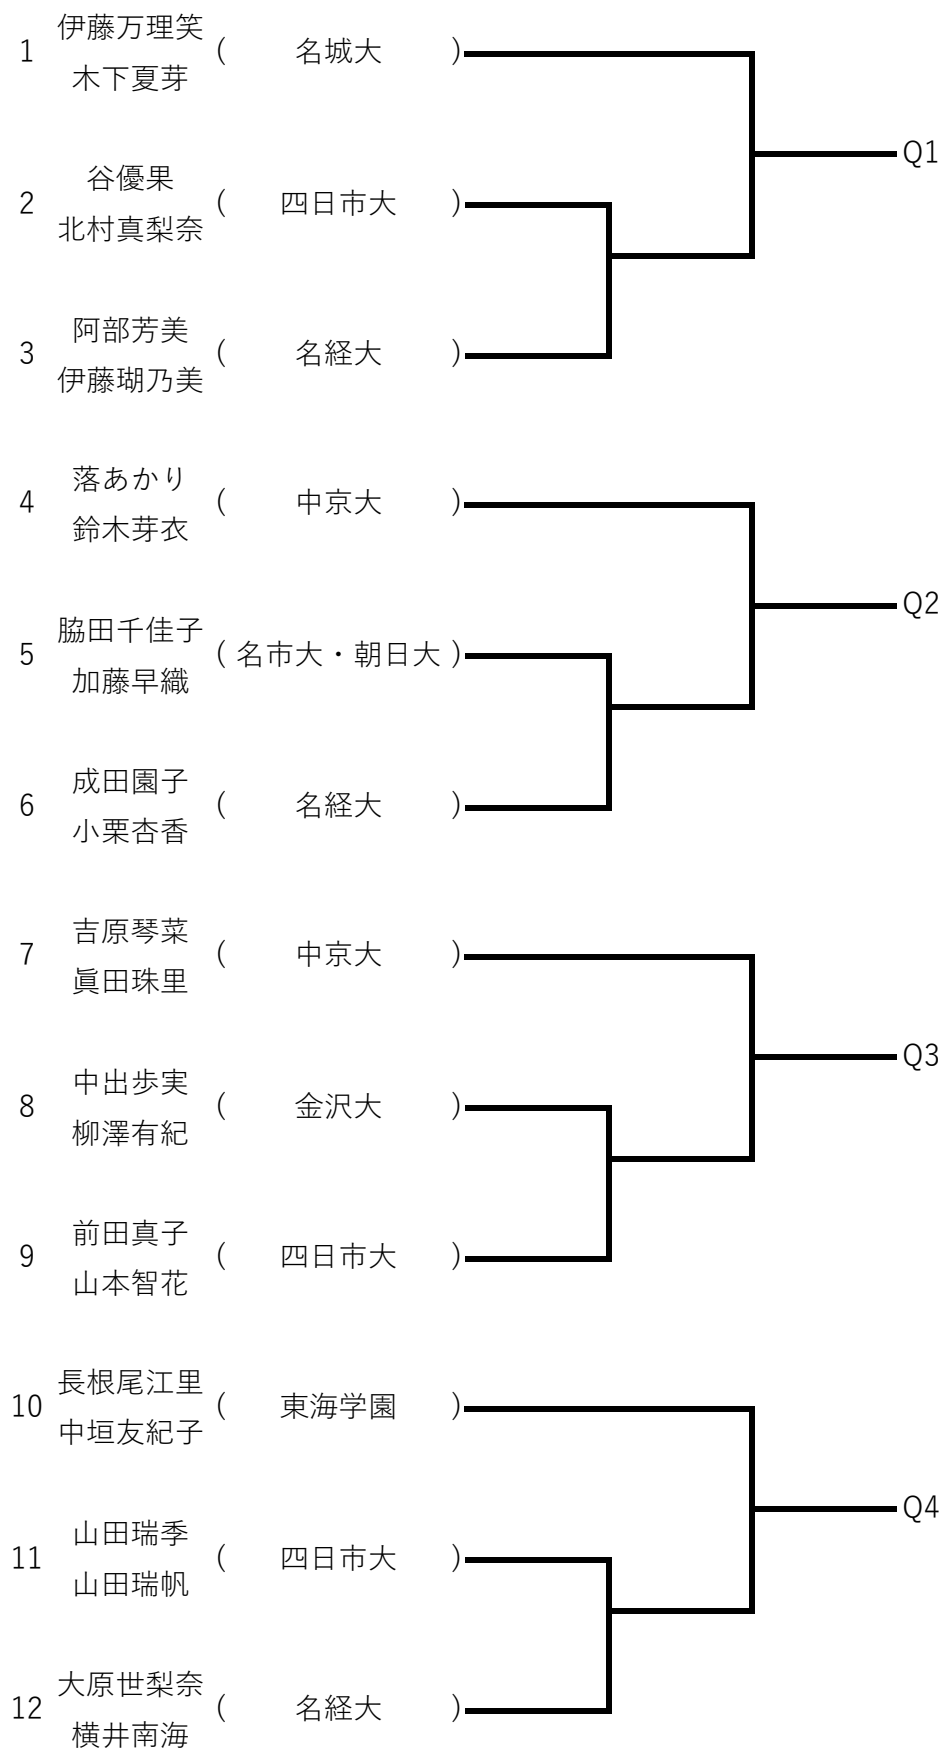 伊藤万理笑
1 ( 名城大 )
木下夏芽
Q1
谷優果
2 ( 四日市大 )
北村真梨奈
阿部芳美
3 ( 名経大 )
伊藤瑚乃美
落あかり
4 ( 中京大 )
鈴木芽衣
Q2
脇田千佳子
5 ( 名市大・朝日大 )
加藤早織
成田園子
6 ( 名経大 )
小栗杏香
吉原琴菜
7 ( 中京大 )
眞田珠里
Q3
中出歩実
8 ( 金沢大 )
柳澤有紀
前田真子
9 ( 四日市大 )
山本智花
長根尾江里
10 ( 東海学園 )
中垣友紀子
Q4
山田瑞季
11 ( 四日市大 )
山田瑞帆
大原世梨奈
12 ( 名経大 )
横井南海